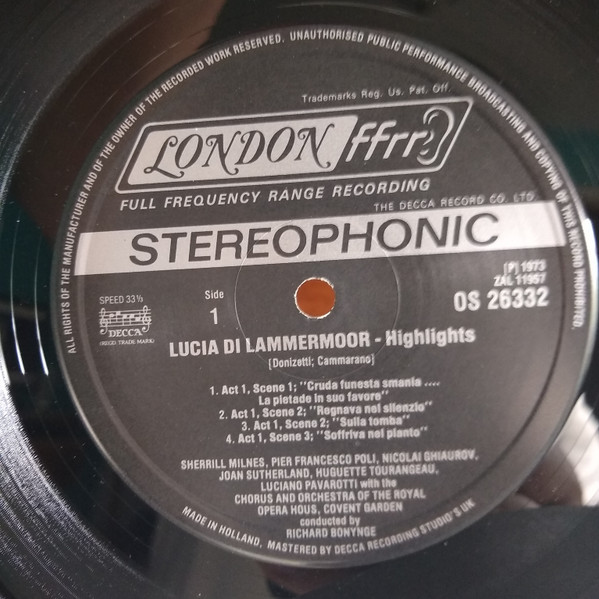 ALL RIGHTS OF THE MANUFACTURER AND OF THE OWNER OF THE RECORDED WORK RESERVED. UNAUTHORISED PUBLIC PERFORMANCE BROADCASTING AND COPYING OF THIS RECORD PROHIBITED.
Trademarks Reg. Us. Pat. Off.
LONDON ffrr
FULL FREQUENCY RANGE RECORDING
THE DECCA RECORD CO. LTD.
STEREOPHONIC
SPEED 33⅓
DECCA
(REGD. TRADE MARK)
Side
1
(P) 1973
ZAL 11957
OS 26332
LUCIA DI LAMMERMOOR - Highlights
[Donizetti; Cammarano]
1. Act 1, Scene 1; "Cruda funesta smania ....
La pietade in suo favore"
2. Act 1, Scene 2; "Regnava nel silenzio"
3. Act 1, Scene 2; "Sulla tomba"
4. Act 1, Scene 3; "Soffriva nel pianto"
SHERRILL MILNES, PIER FRANCESCO POLI, NICOLAI GHIAUROV,
JOAN SUTHERLAND, HUGUETTE TOURANGEAU,
LUCIANO PAVAROTTI with the
CHORUS AND ORCHESTRA OF THE ROYAL
OPERA HOUS, COVENT GARDEN
conducted by
RICHARD BONYNGE
MADE IN HOLLAND, MASTERED BY DECCA RECORDING STUDIO'S UK